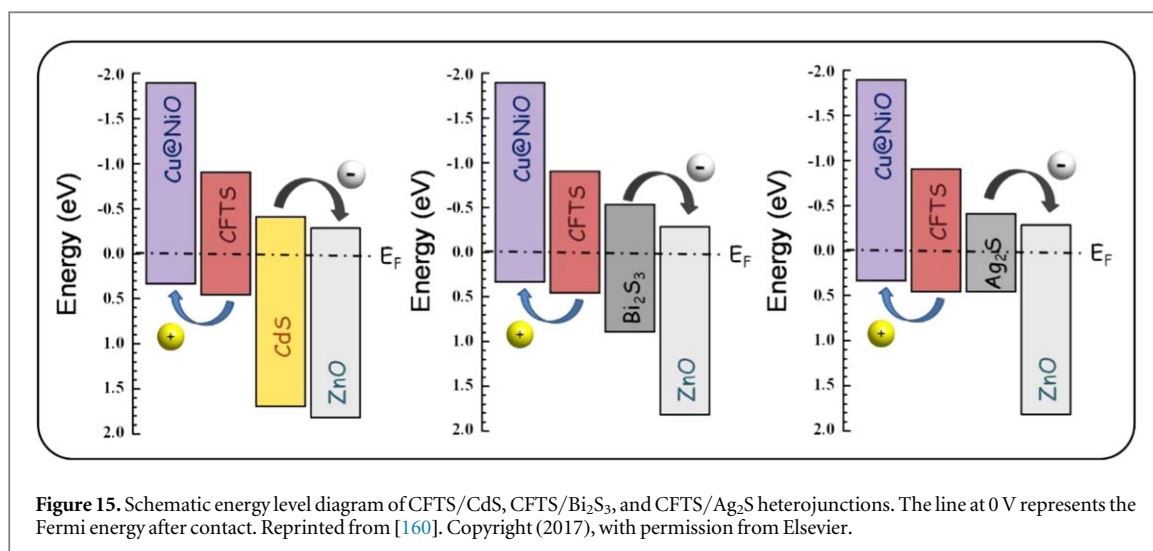 -2.0
-1.5
-1.0
-0.5
0.0
0.5
1.0
1.5
2.0
Energy (eV)
Cu@NiO
CFTS
CdS
ZnO
-
+
E_F
-2.0
-1.5
-1.0
-0.5
0.0
0.5
1.0
1.5
2.0
Energy (eV)
Cu@NiO
CFTS
Bi₂S₃
ZnO
-
+
E_F
-2.0
-1.5
-1.0
-0.5
0.0
0.5
1.0
1.5
2.0
Energy (eV)
Cu@NiO
CFTS
Ag₂S
ZnO
-
+
E_F
Figure 15. Schematic energy level diagram of CFTS/CdS, CFTS/Bi₂S₃, and CFTS/Ag₂S heterojunctions. The line at 0 V represents the
Fermi energy after contact. Reprinted from [160]. Copyright (2017), with permission from Elsevier.